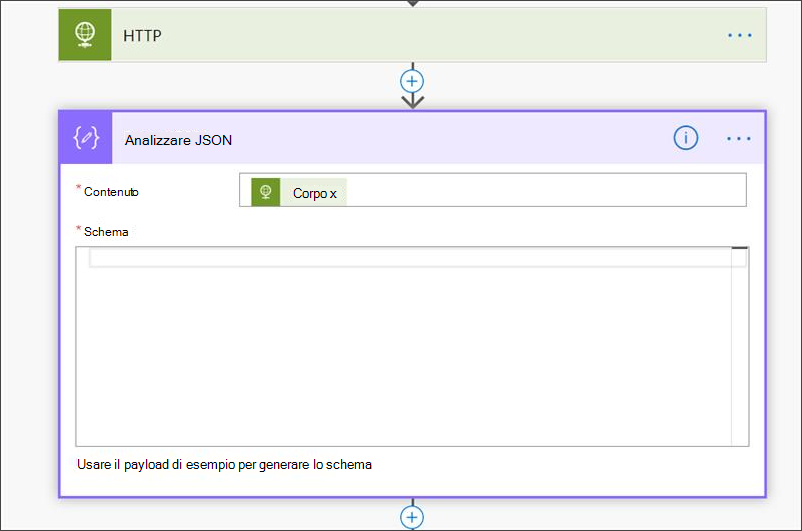 HTTP
Analizzare JSON
* Contenuto
Corpo x
* Schema
Usare il payload di esempio per generare lo schema